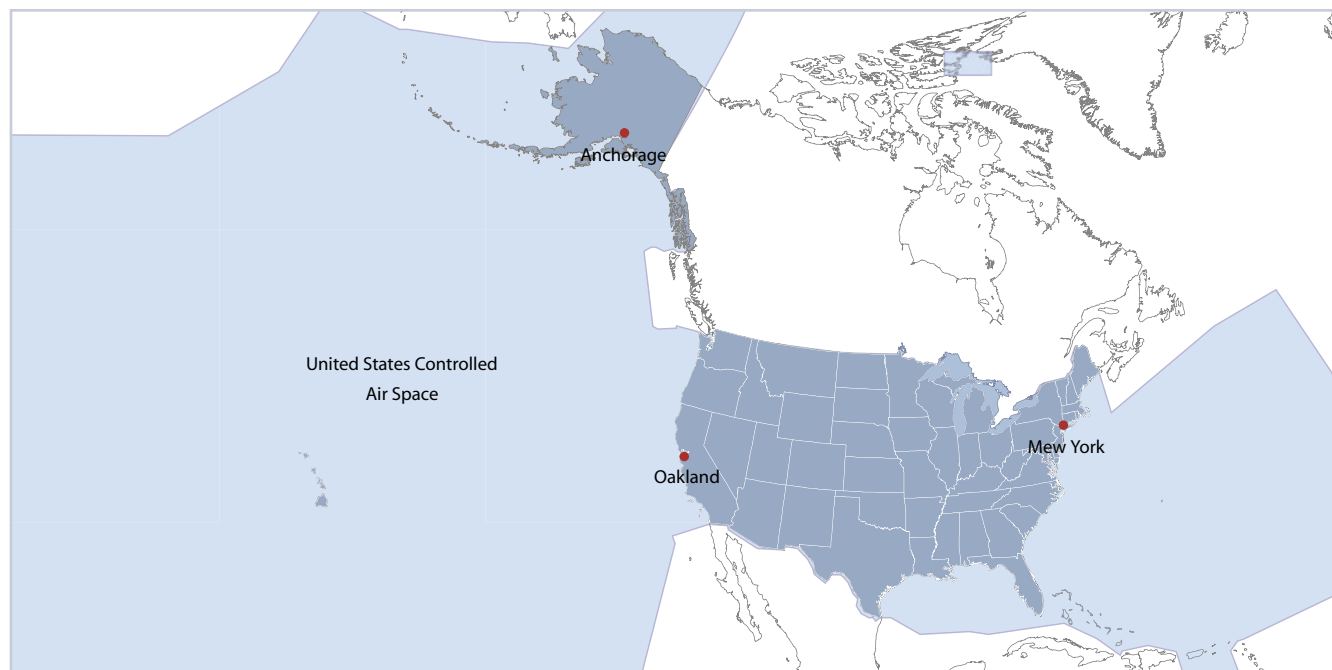 Anchorage
United States Controlled
Air Space
Mew York
Oakland